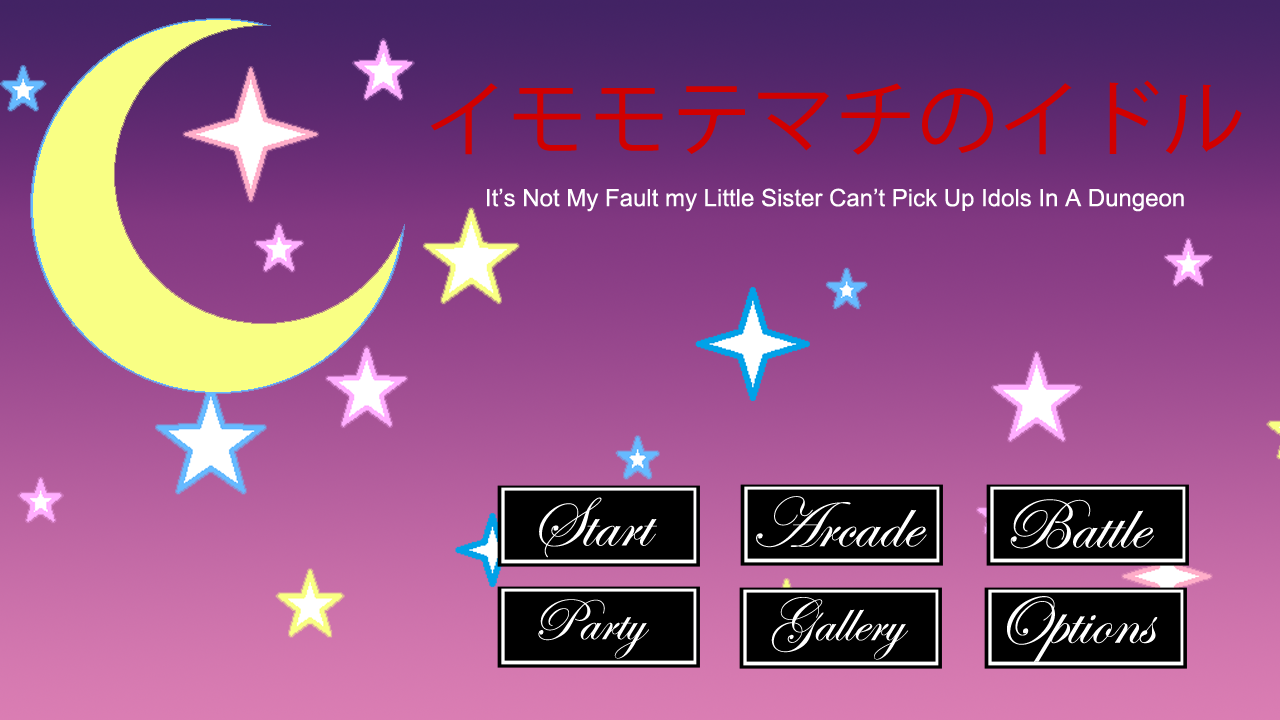 イモモテマチのイドル
It's Not My Fault my Little Sister Can't Pick Up Idols In A Dungeon
Start Arcade Battle
Party Gallery Options